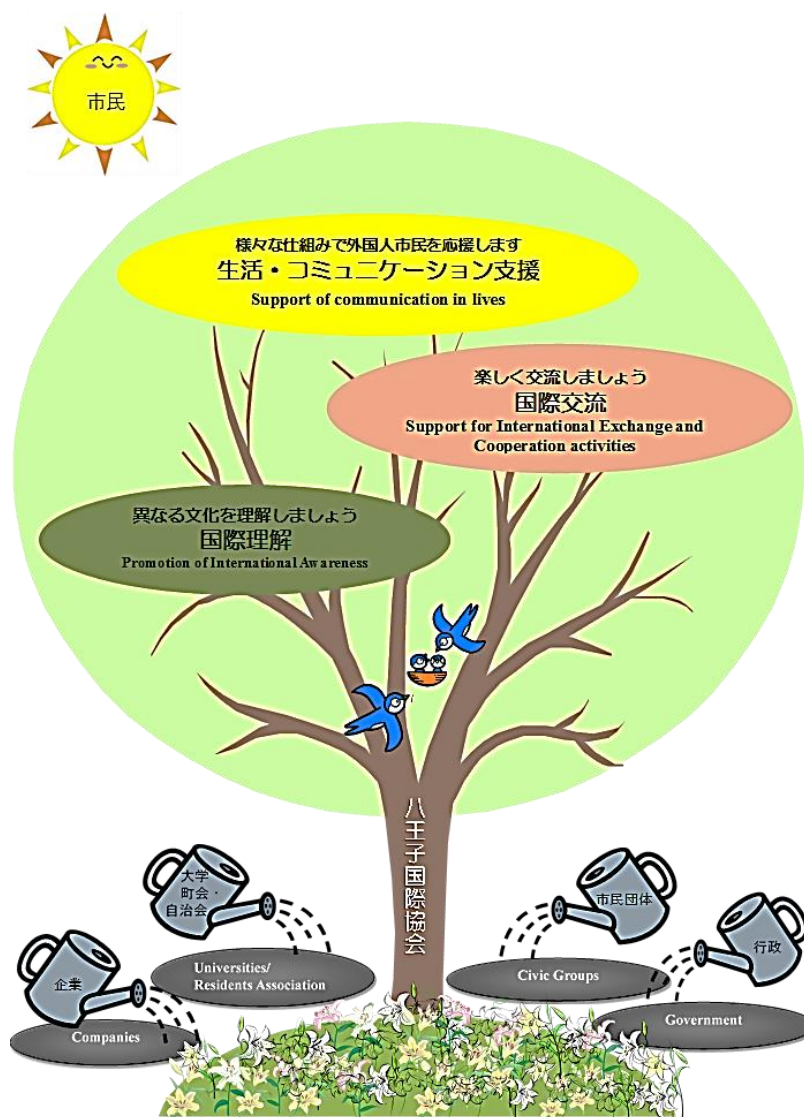 市民
様々な仕組みで外国人市民を応援します
生活・コミュニケーション支援
Support of communication in lives
楽しく交流しましょう
国際交流
Support for International Exchange and
Cooperation activities
異なる文化を理解しましょう
国際理解
Promotion of International Awareness
八王子国際協会
大学
町会・
自治会
Universities/
Residents Association
企業
Companies
市民団体
Civic Groups
行政
Government